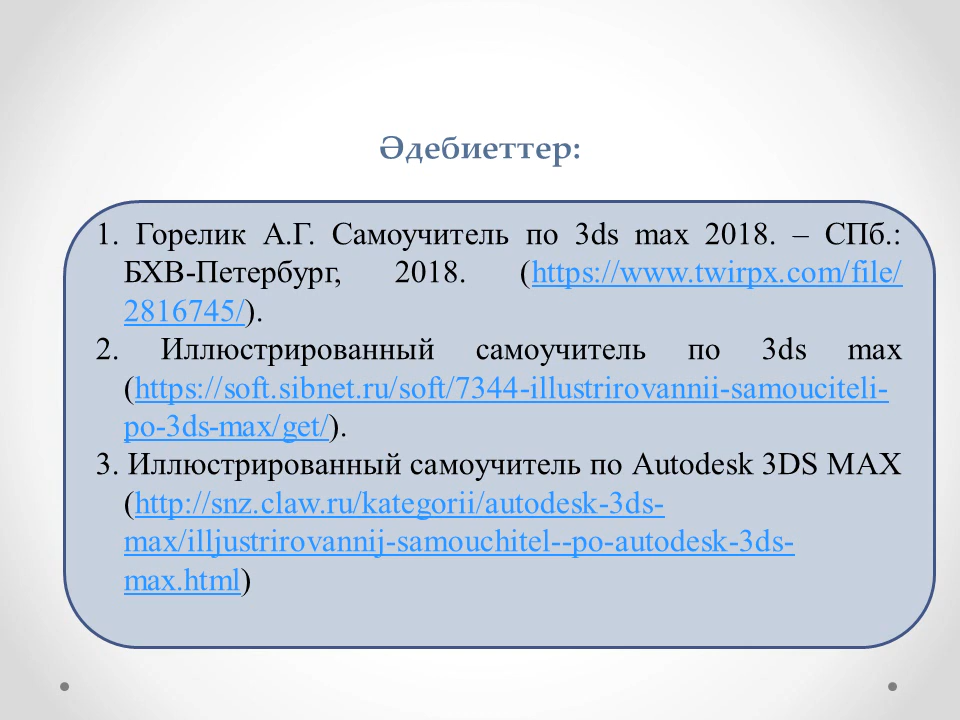 Әдебиеттер:
1. Горелик А.Г. Самоучитель по 3ds max 2018. – СПб.:
БХВ-Петербург, 2018. (https://www.twirpx.com/file/
2816745/).
2. Иллюстрированный самоучитель по 3ds max
(https://soft.sibnet.ru/soft/7344-illustrirovannii-samouciteli-
po-3ds-max/get/).
3. Иллюстрированный самоучитель по Autodesk 3DS MAX
(http://snz.claw.ru/kategorii/autodesk-3ds-
max/illjustrirovannij-samouchitel--po-autodesk-3ds-
max.html)